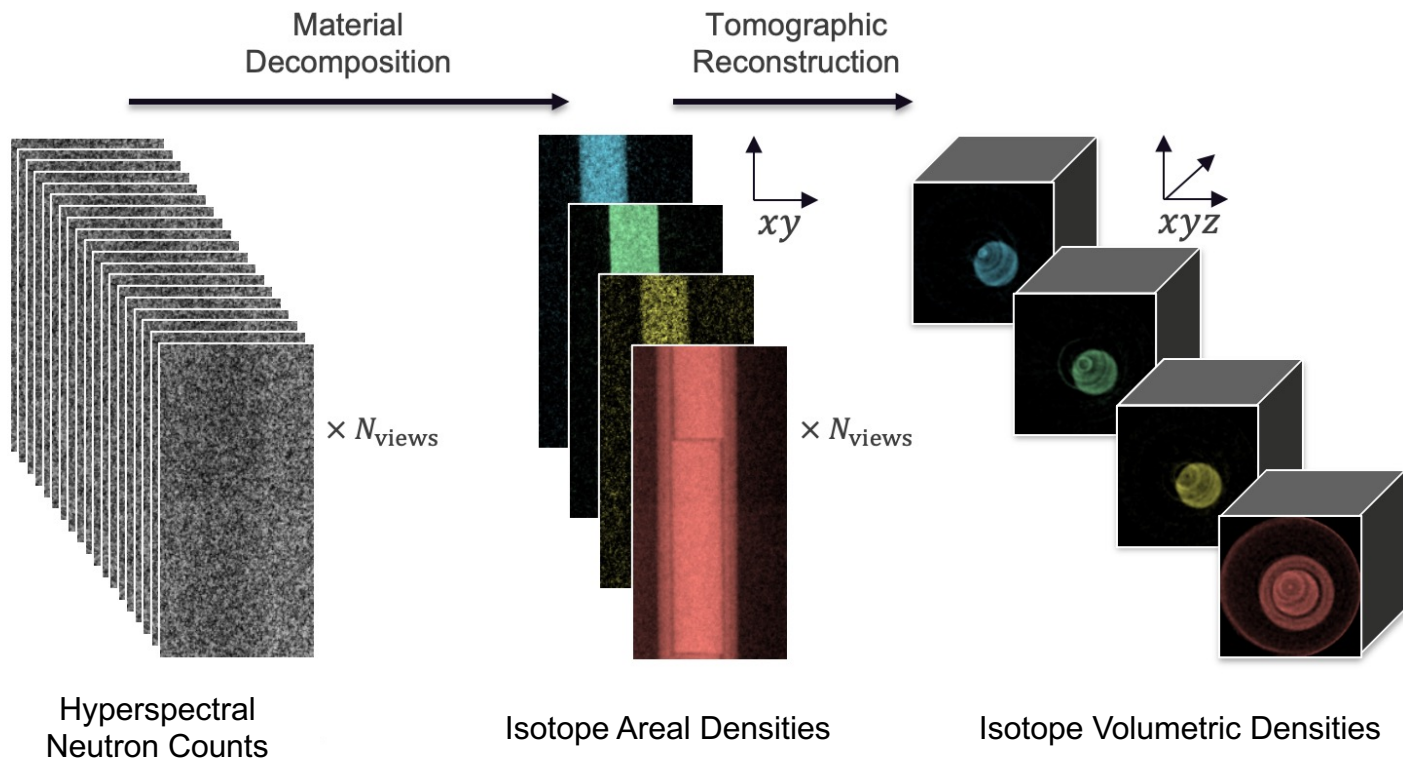 Material
Decomposition
Tomographic
Reconstruction
xy
xyz
× N_views
× N_views
Hyperspectral
Neutron Counts
Isotope Areal Densities
Isotope Volumetric Densities